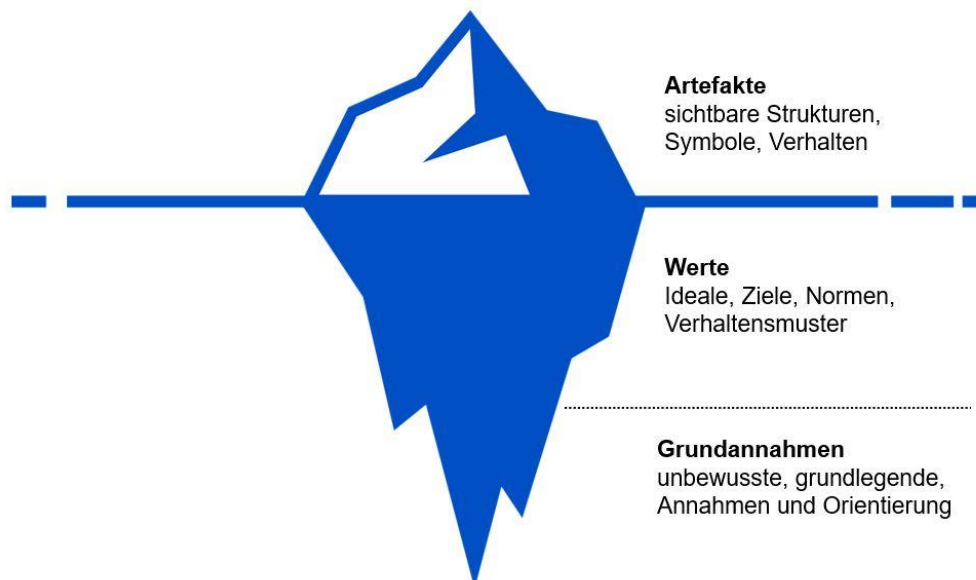 Artefakte
sichtbare Strukturen,
Symbole, Verhalten
Werte
Ideale, Ziele, Normen,
Verhaltensmuster
Grundannahmen
unbewusste, grundlegende,
Annahmen und Orientierung